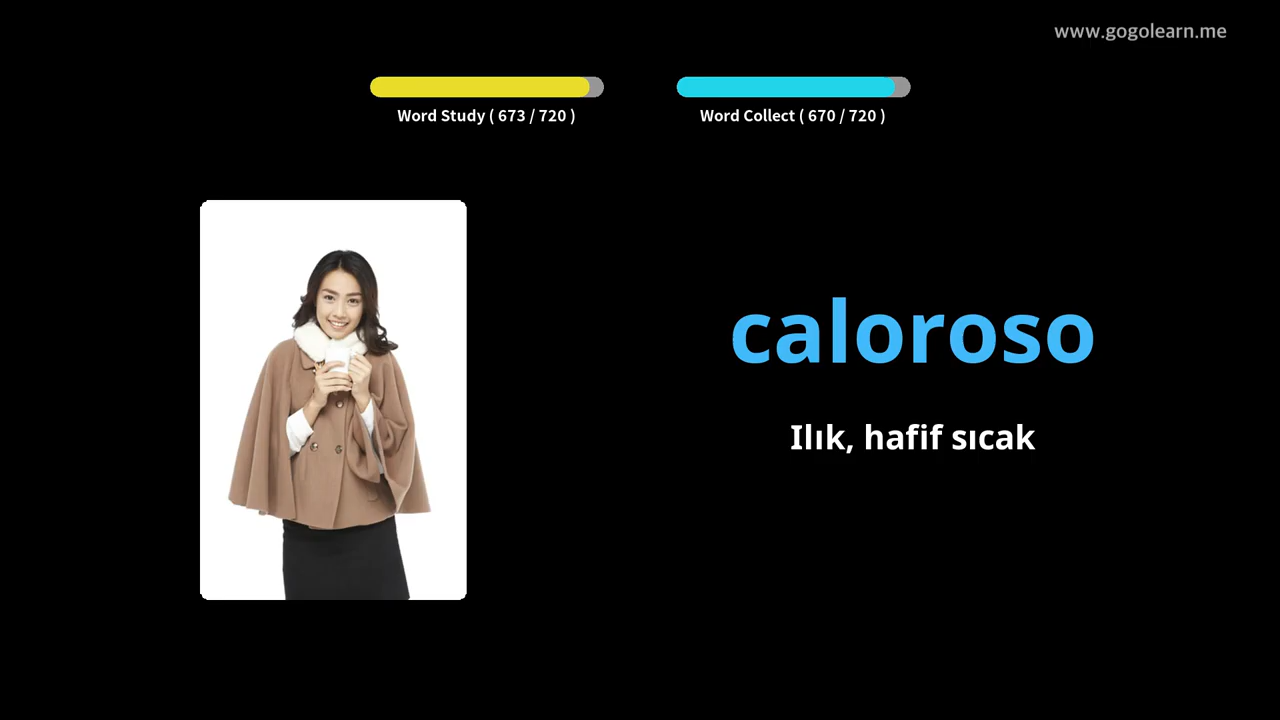 www.gogolearn.me
Word Study ( 673 / 720 )
Word Collect ( 670 / 720 )
caloroso
Ilık, hafif sıcak